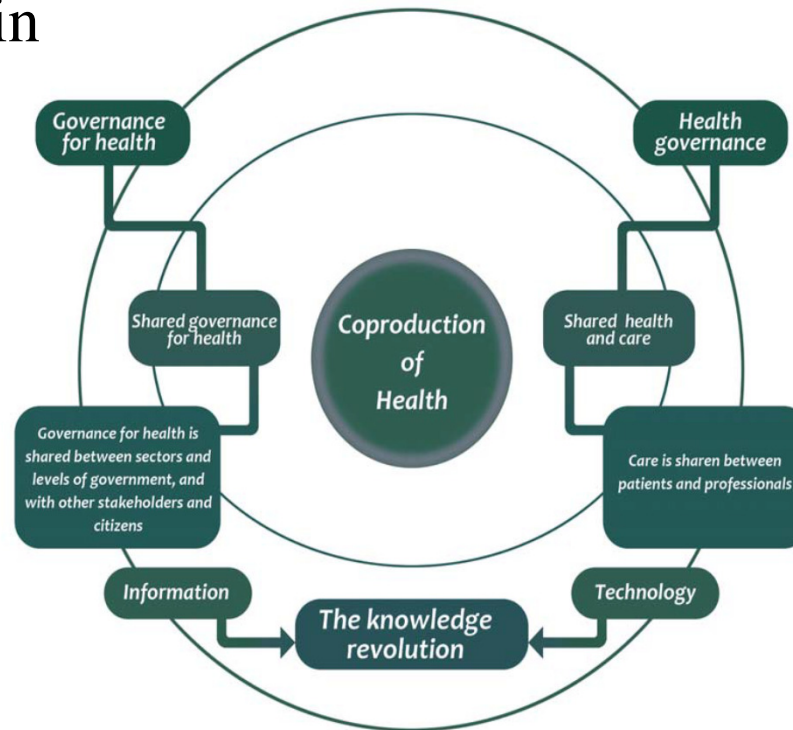 in
Governance
for health
Health
governance
Shared governance
for health
Coproduction
of
Health
Shared health
and care
Governance for health is
shared between sectors and
levels of government, and
with other stakeholders and
citizens
Care is sharen between
patients and professionals
Information
The knowledge
revolution
Technology